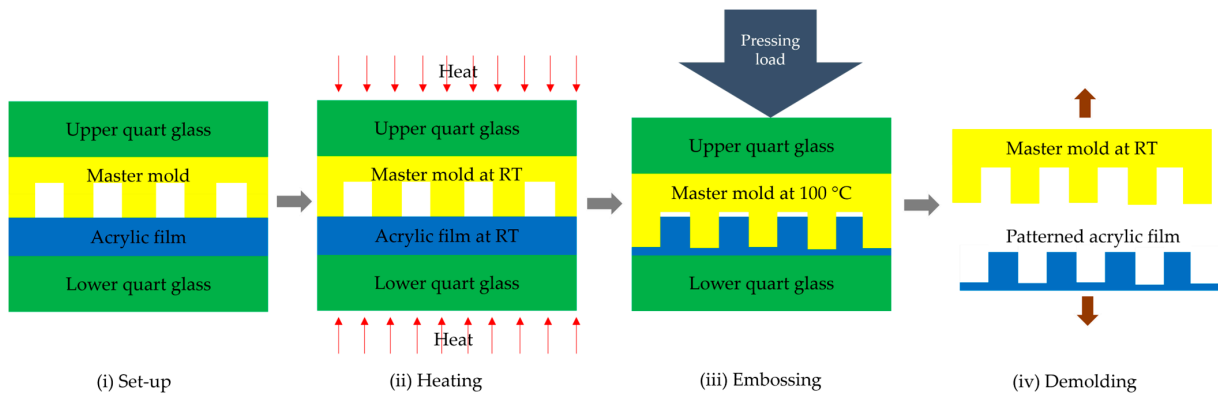 Heat
Upper quart glass
Master mold
Acrylic film
Lower quart glass
(i) Set-up
Upper quart glass
Master mold at RT
Acrylic film at RT
Lower quart glass
Heat
(ii) Heating
Pressing
load
Upper quart glass
Master mold at 100 °C
Lower quart glass
(iii) Embossing
Master mold at RT
Patterned acrylic film
(iv) Demolding